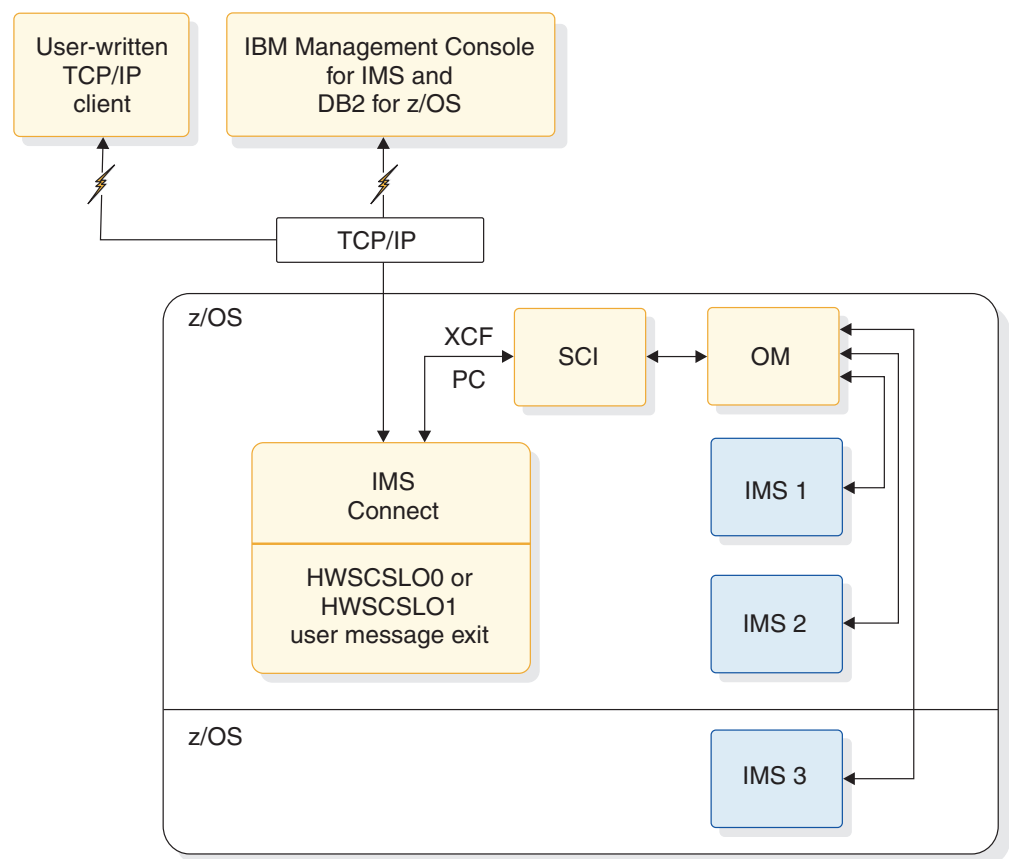 User-written
TCP/IP
client
IBM Management Console
for IMS and
DB2 for z/OS
TCP/IP
z/OS
XCF
PC
SCI
OM
IMS
Connect
HWSCSLO0 or
HWSCSLO1
user message exit
IMS 1
IMS 2
z/OS
IMS 3